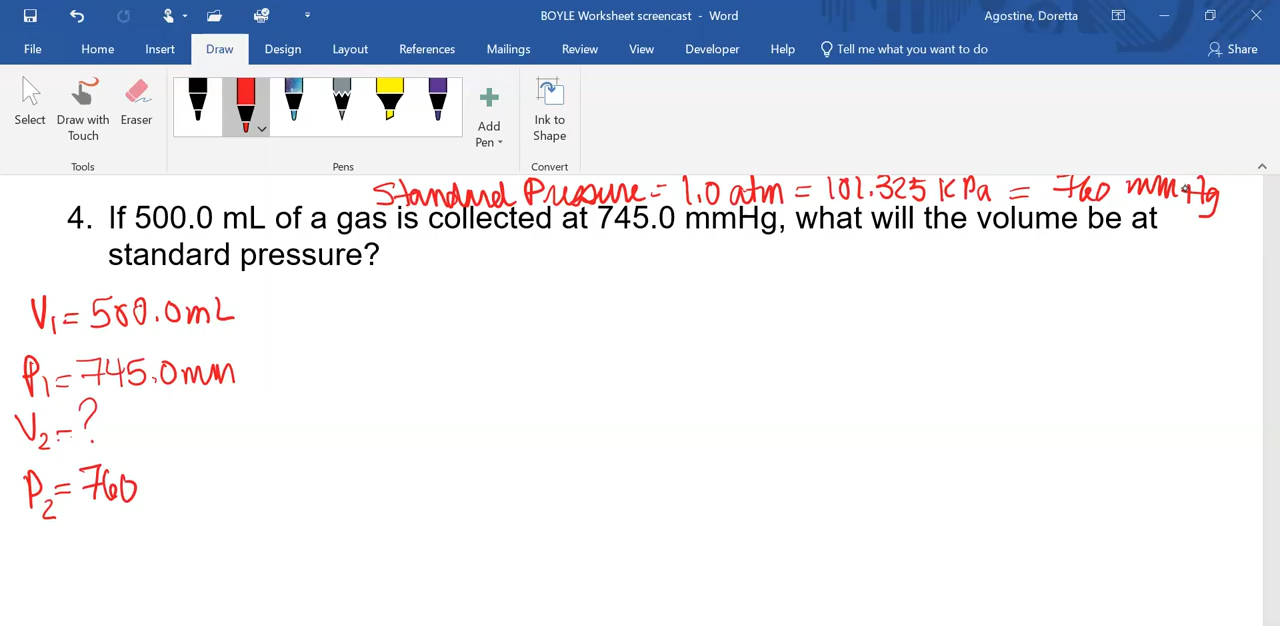 BOYLE Worksheet screencast - Word
Agostine, Doretta
File Home Insert Draw Design Layout References Mailings Review View Developer Help Tell me what you want to do Share
Select Draw with Touch Eraser Add Pen Ink to Shape
Tools Pens Convert
Standard Pressure = 1.0 atm = 101.325 KPa = 760 mmHg
4. If 500.0 mL of a gas is collected at 745.0 mmHg, what will the volume be at
standard pressure?
V1 = 500.0 mL
P1 = 745.0 mm
V2 = ?
P2 = 760